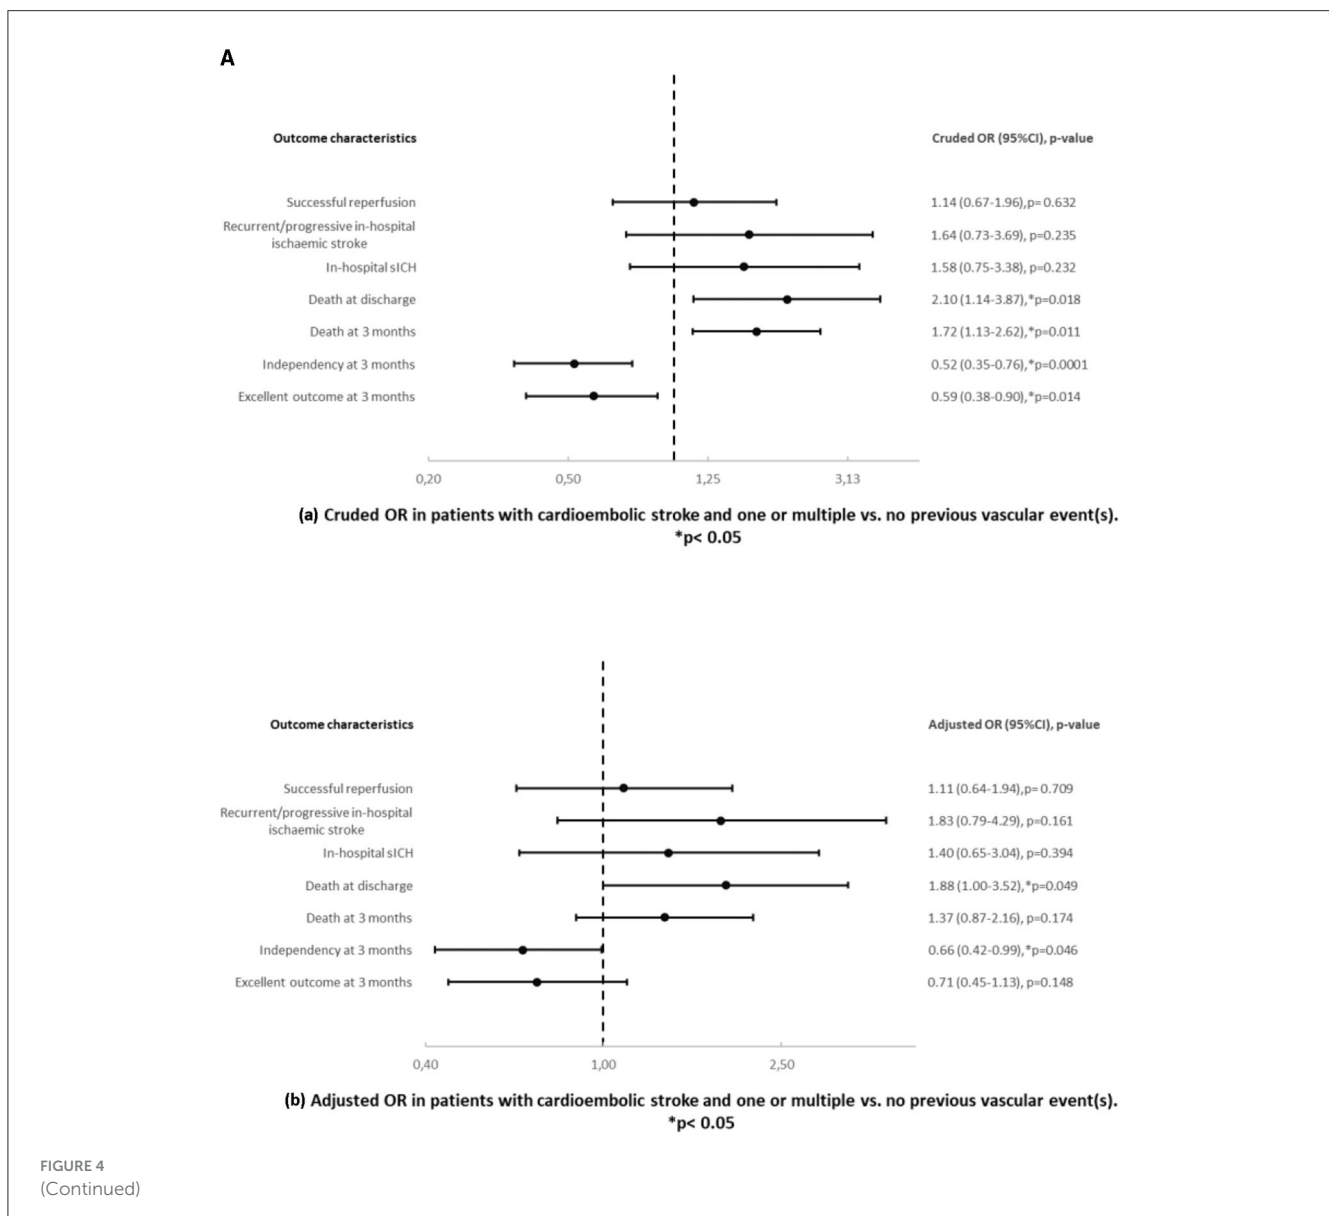 A
Outcome characteristics Cruded OR (95%CI), p-value
Successful reperfusion 1.14 (0.67-1.96),p= 0.632
Recurrent/progressive in-hospital
ischaemic stroke 1.64 (0.73-3.69), p=0.235
In-hospital sICH 1.58 (0.75-3.38), p=0.232
Death at discharge 2.10 (1.14-3.87),*p=0.018
Death at 3 months 1.72 (1.13-2.62),*p=0.011
Independency at 3 months 0.52 (0.35-0.76),*p=0.0001
Excellent outcome at 3 months 0.59 (0.38-0.90),*p=0.014
0,20 0,50 1,25 3,13
(a) Cruded OR in patients with cardioembolic stroke and one or multiple vs. no previous vascular event(s).
*p< 0.05
Outcome characteristics Adjusted OR (95%CI), p-value
Successful reperfusion 1.11 (0.64-1.94),p= 0.709
Recurrent/progressive in-hospital
ischaemic stroke 1.83 (0.79-4.29), p=0.161
In-hospital sICH 1.40 (0.65-3.04), p=0.394
Death at discharge 1.88 (1.00-3.52),*p=0.049
Death at 3 months 1.37 (0.87-2.16), p=0.174
Independency at 3 months 0.66 (0.42-0.99),*p=0.046
Excellent outcome at 3 months 0.71 (0.45-1.13), p=0.148
0,40 1,00 2,50
(b) Adjusted OR in patients with cardioembolic stroke and one or multiple vs. no previous vascular event(s).
*p< 0.05
FIGURE 4
(Continued)